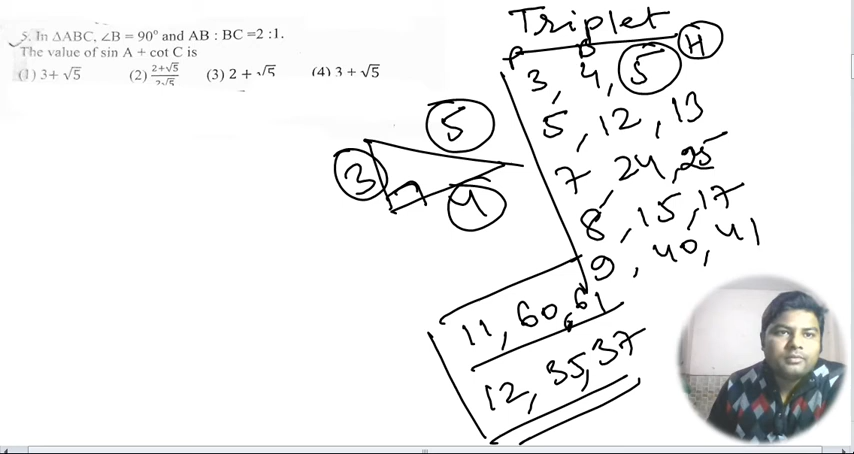 5. In ΔABC, ∠B = 90° and AB : BC =2 :1.
The value of sin A + cot C is
(1) 3+ √5 (2) 2+√5/2√5 (3) 2 + √5 (4) 3 + √5
Triplet
P B H
3, 4, 5
5, 12, 13
7, 24, 25
8, 15, 17
9, 40, 41
11, 60, 61
12, 35, 37
5
3
4